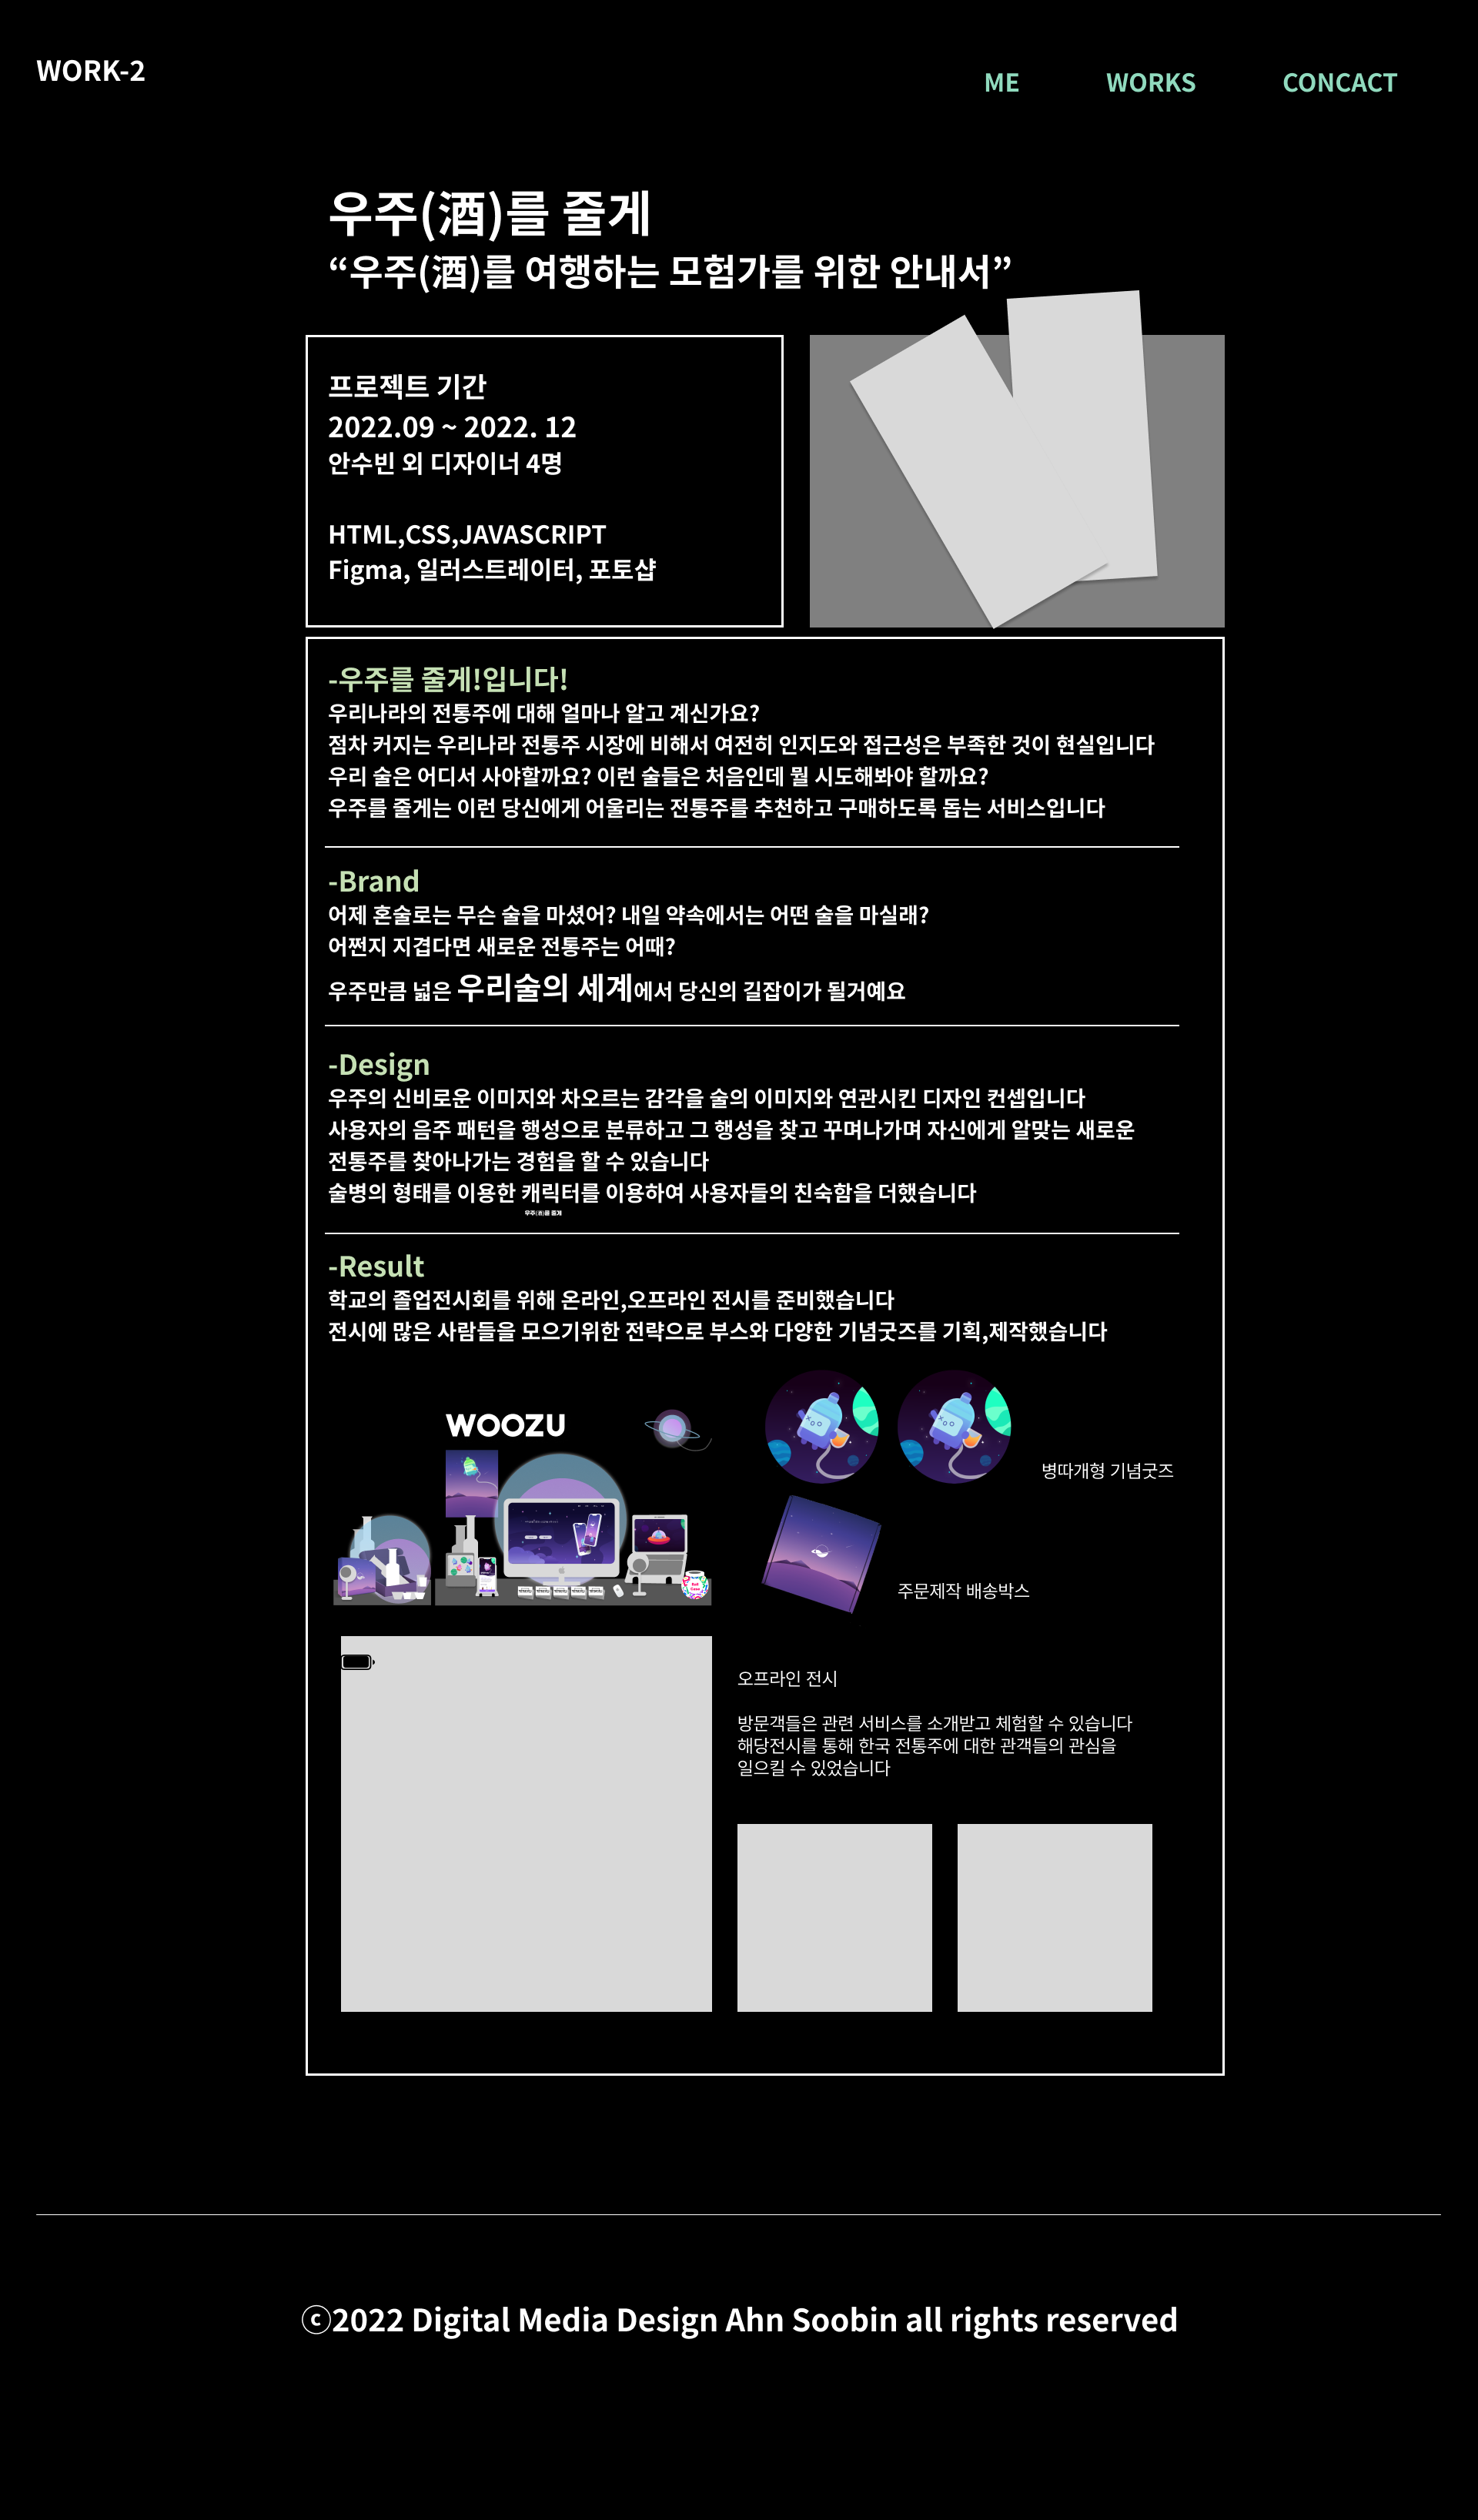 WORK-2
ME WORKS CONCACT
우주(酒)를 줄게
“우주(酒)를 여행하는 모험가를 위한 안내서”
프로젝트 기간
2022.09 ~ 2022. 12
안수빈 외 디자이너 4명
HTML,CSS,JAVASCRIPT
Figma, 일러스트레이터, 포토샵
-우주를 줄게!입니다!
우리나라의 전통주에 대해 얼마나 알고 계신가요?
점차 커지는 우리나라 전통주 시장에 비해서 여전히 인지도와 접근성은 부족한 것이 현실입니다
우리 술은 어디서 사야할까요? 이런 술들은 처음인데 뭘 시도해봐야 할까요?
우주를 줄게는 이런 당신에게 어울리는 전통주를 추천하고 구매하도록 돕는 서비스입니다
-Brand
어제 혼술로는 무슨 술을 마셨어? 내일 약속에서는 어떤 술을 마실래?
어쩐지 지겹다면 새로운 전통주는 어때?
우주만큼 넓은 우리술의 세계에서 당신의 길잡이가 될거예요
-Design
우주의 신비로운 이미지와 차오르는 감각을 술의 이미지와 연관시킨 디자인 컨셉입니다
사용자의 음주 패턴을 행성으로 분류하고 그 행성을 찾고 꾸며나가며 자신에게 알맞는 새로운
전통주를 찾아나가는 경험을 할 수 있습니다
술병의 형태를 이용한 캐릭터를 이용하여 사용자들의 친숙함을 더했습니다
우주(酒)를 줄게
-Result
학교의 졸업전시회를 위해 온라인,오프라인 전시를 준비했습니다
전시에 많은 사람들을 모으기위한 전략으로 부스와 다양한 기념굿즈를 기획,제작했습니다
WOOZU
병따개형 기념굿즈
주문제작 배송박스
오프라인 전시
방문객들은 관련 서비스를 소개받고 체험할 수 있습니다
해당전시를 통해 한국 전통주에 대한 관객들의 관심을
일으킬 수 있었습니다
ⓒ2022 Digital Media Design Ahn Soobin all rights reserved